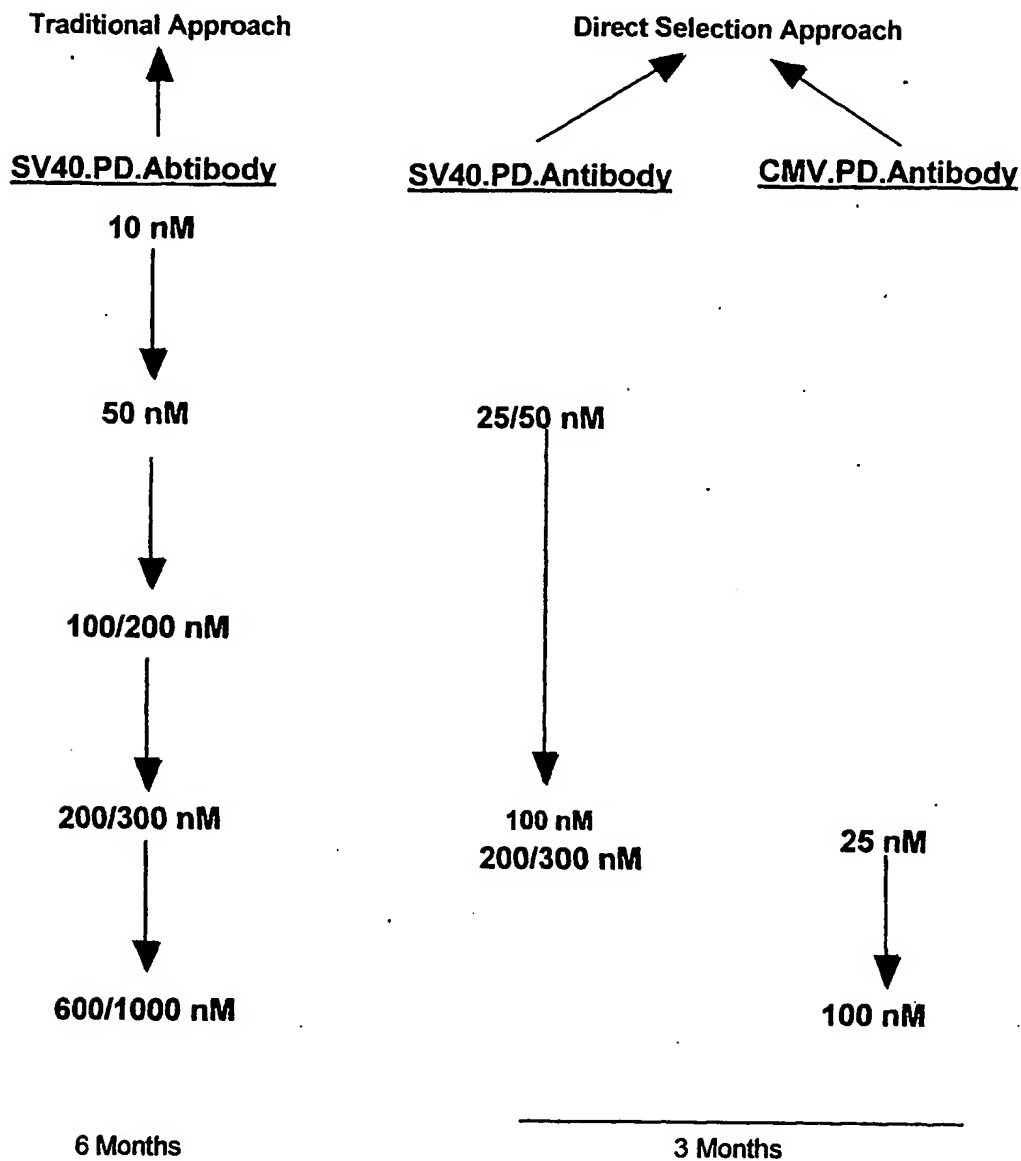 Traditional Approach
Direct Selection Approach
SV40.PD.Abtibody
SV40.PD.Antibody
CMV.PD.Antibody
10 nM
50 nM
25/50 nM
100/200 nM
200/300 nM
100 nM
200/300 nM
25 nM
600/1000 nM
100 nM
6 Months
3 Months